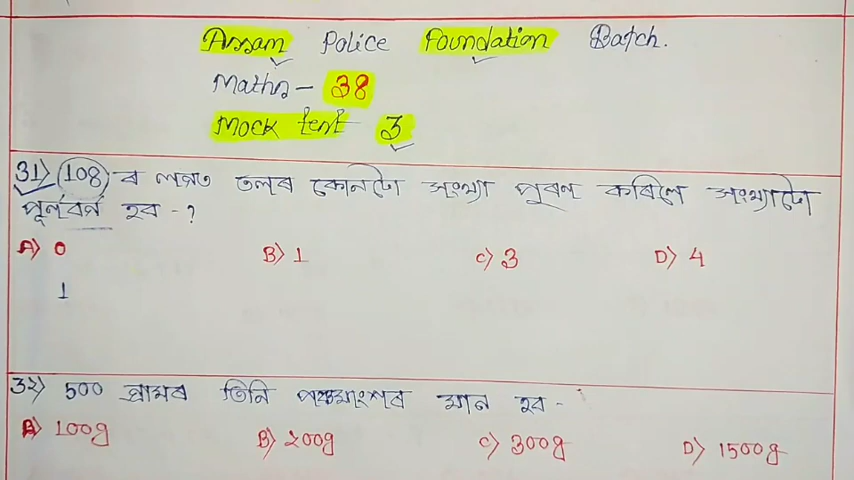 Assam Police Foundation Batch.
Maths - 38
Mock test 3
31) 108 ৰ লগত তলৰ কোনটো সংখ্যা পূৰণ কৰিলে সংখ্যাটো
পূৰ্ণবৰ্গ হব - ?
A) 0 B) 1 C) 3 D) 4
1
3২) 500 গ্ৰামৰ তিনি পঞ্চমাংশৰ মান হব -
A) 100g B) 200g C) 300g D) 1500g